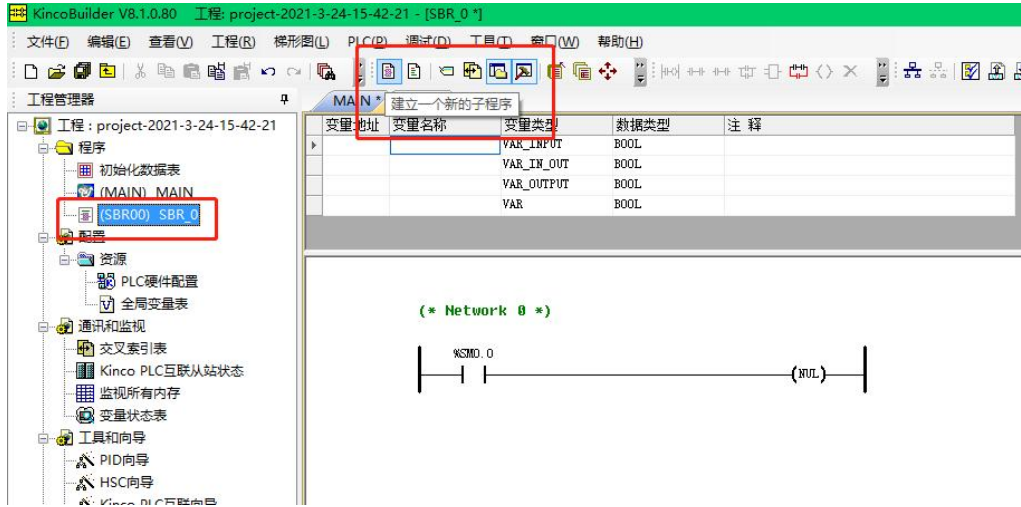 KincoBuilder V8.1.0.80 工程: project-2021-3-24-15-42-21 - [SBR_0 *]
文件(F) 编辑(E) 查看(V) 工程(R) 梯形图(L) PLC(P) 调试(D) 工具(T) 窗口(W) 帮助(H)
工程管理器
MAIN *
建立一个新的子程序
工程 : project-2021-3-24-15-42-21
程序
初始化数据表
(MAIN) MAIN
(SBR00) SBR_0
配置
资源
PLC硬件配置
全局变量表
通讯和监视
交叉索引表
Kinco PLC互联从站状态
监视所有内存
变量状态表
工具和向导
PID向导
HSC向导
Kinco PLC互联向导
变量地址 变量名称 变量类型 数据类型 注 释
VAR_INPUT BOOL
VAR_IN_OUT BOOL
VAR_OUTPUT BOOL
VAR BOOL
(* Network 0 *)
%SM0.0
(NUL)